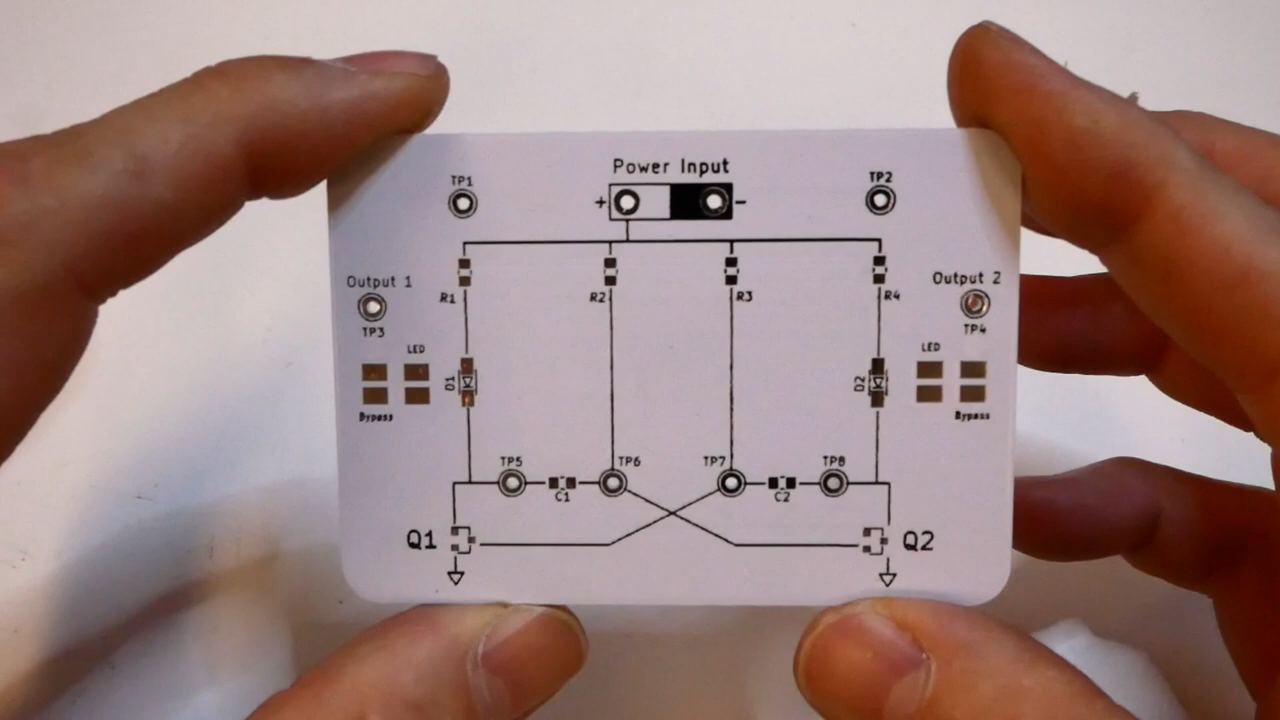 Power Input
TP1
+ -
TP2
R1
R2
R3
R4
Output 1
TP3
LED
Bypass
D1
D2
Output 2
TP4
LED
Bypass
TP5
C1
TP6
TP7
C2
TP8
Q1
Q2